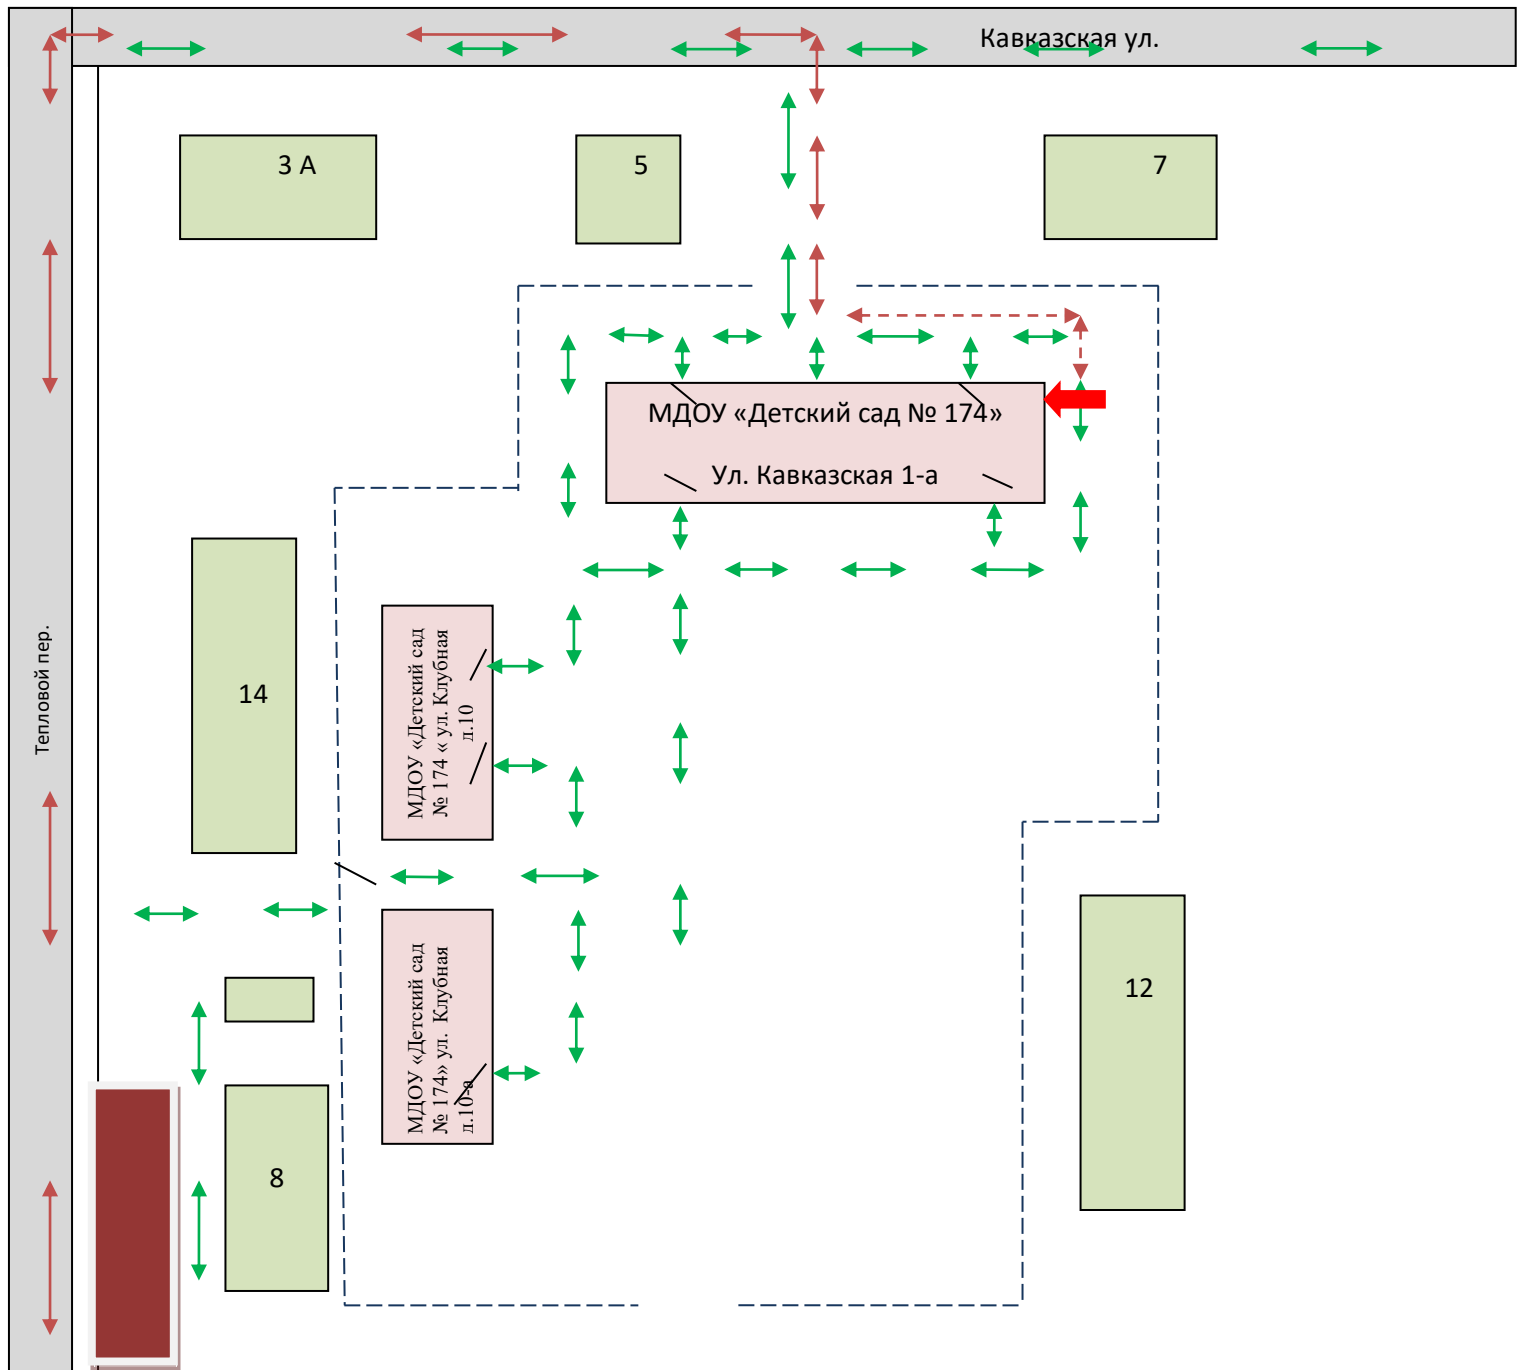 Кавказская ул.
3 А
5
7
МДОУ «Детский сад № 174»
Ул. Кавказская 1-а
Тепловой пер.
14
МДОУ «Детский сад
№ 174 « ул. Клубная
д.10
МДОУ «Детский сад
№ 174» ул. Клубная
д.10-а
12
8